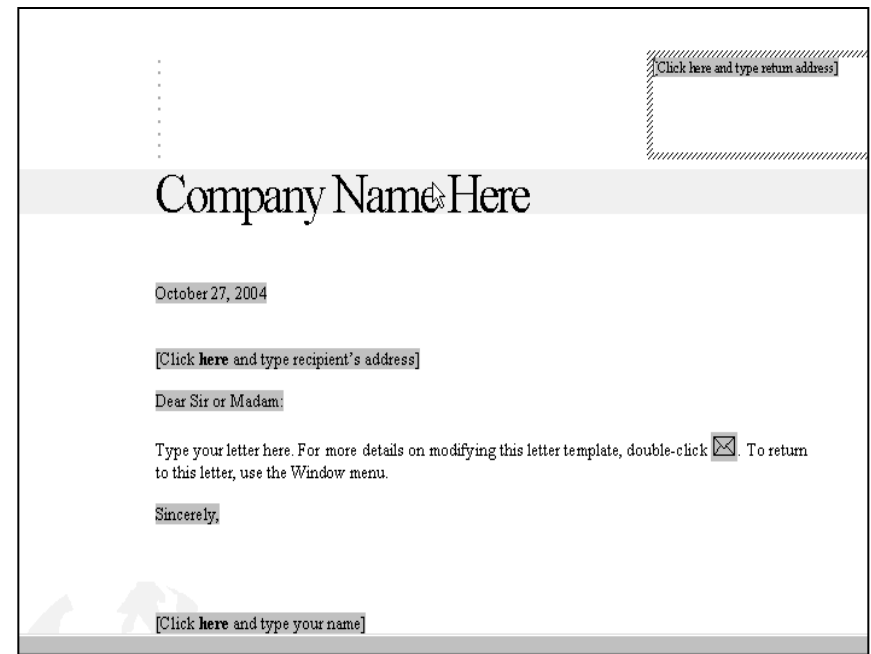 [Click here and type return address]
Company Name Here
October 27, 2004
[Click here and type recipient’s address]
Dear Sir or Madam:
Type your letter here. For more details on modifying this letter template, double-click . To return
to this letter, use the Window menu.
Sincerely,
[Click here and type your name]